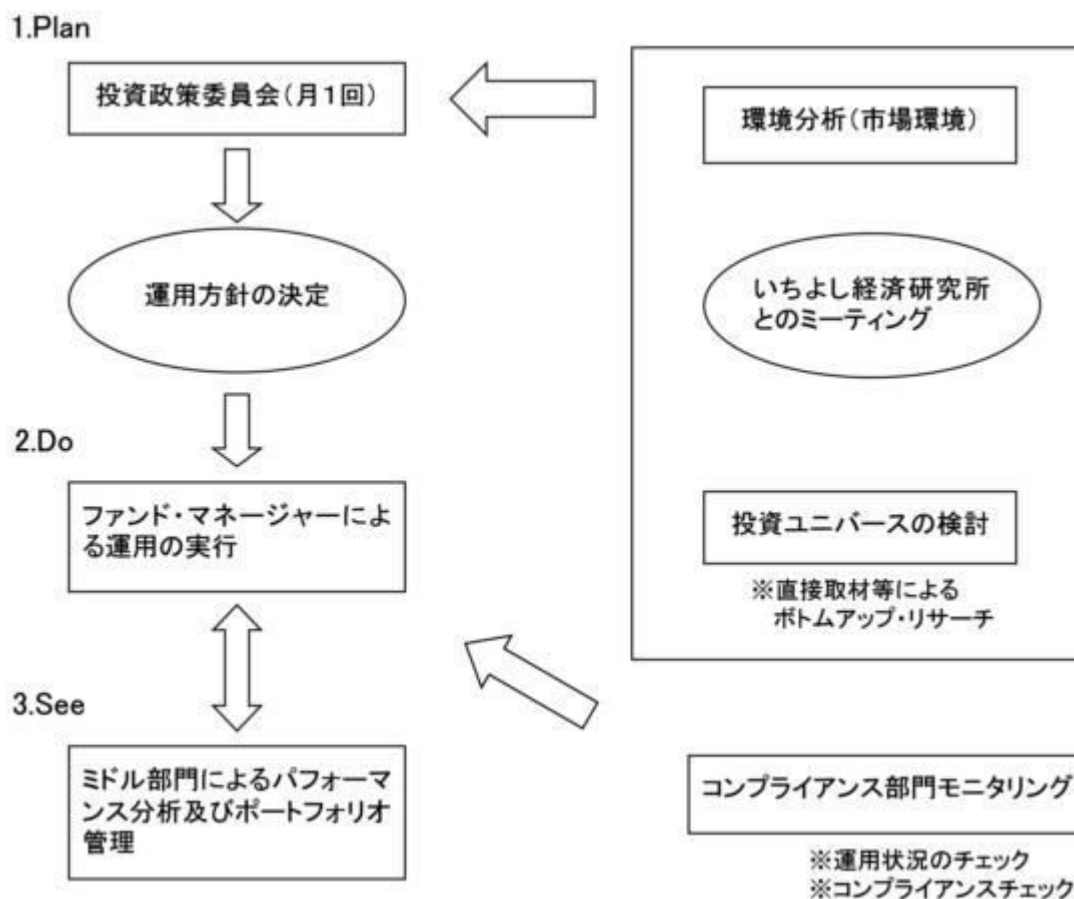 1.Plan
投資政策委員会(月1回)
運用方針の決定
2.Do
ファンド・マネージャーによ
る運用の実行
3.See
ミドル部門によるパフォーマ
ンス分析及びポートフォリオ
管理
環境分析(市場環境)
いちよし経済研究所
とのミーティング
投資ユニバースの検討
※直接取材等による
ボトムアップ・リサーチ
コンプライアンス部門モニタリング
※運用状況のチェック
※コンプライアンスチェック